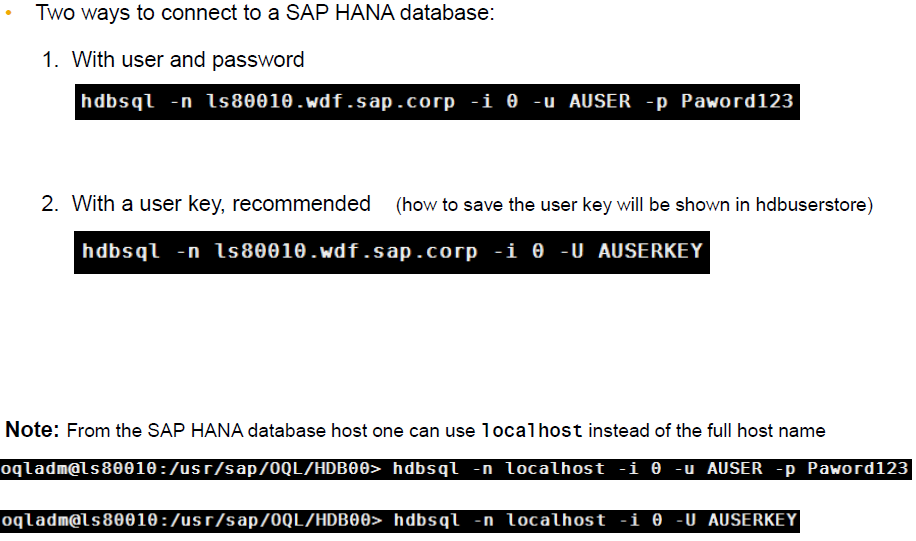 • Two ways to connect to a SAP HANA database:
1. With user and password
hdbsql -n ls80010.wdf.sap.corp -i 0 -u AUSER -p Paword123
2. With a user key, recommended (how to save the user key will be shown in hdbuserstore)
hdbsql -n ls80010.wdf.sap.corp -i 0 -U AUSERKEY
Note: From the SAP HANA database host one can use localhost instead of the full host name
oqladm@ls80010:/usr/sap/OQL/HDB00> hdbsql -n localhost -i 0 -u AUSER -p Paword123
oqladm@ls80010:/usr/sap/OQL/HDB00> hdbsql -n localhost -i 0 -U AUSERKEY